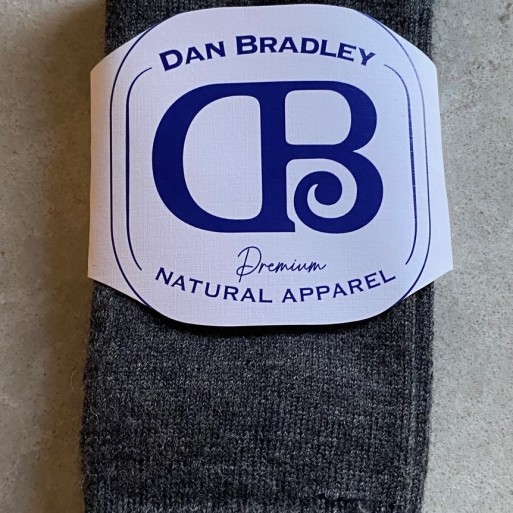 DAN BRADLEY
DB
Premium
NATURAL APPAREL